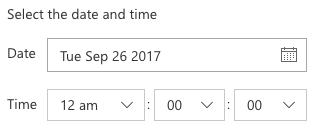 Select the date and time
Date Tue Sep 26 2017
Time 12 am : 00 : 00